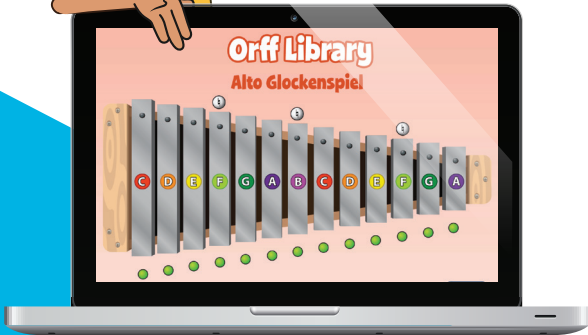 Orff Library
Alto Glockenspiel
♮ ♮ ♮
C D E F G A B C D E F G A